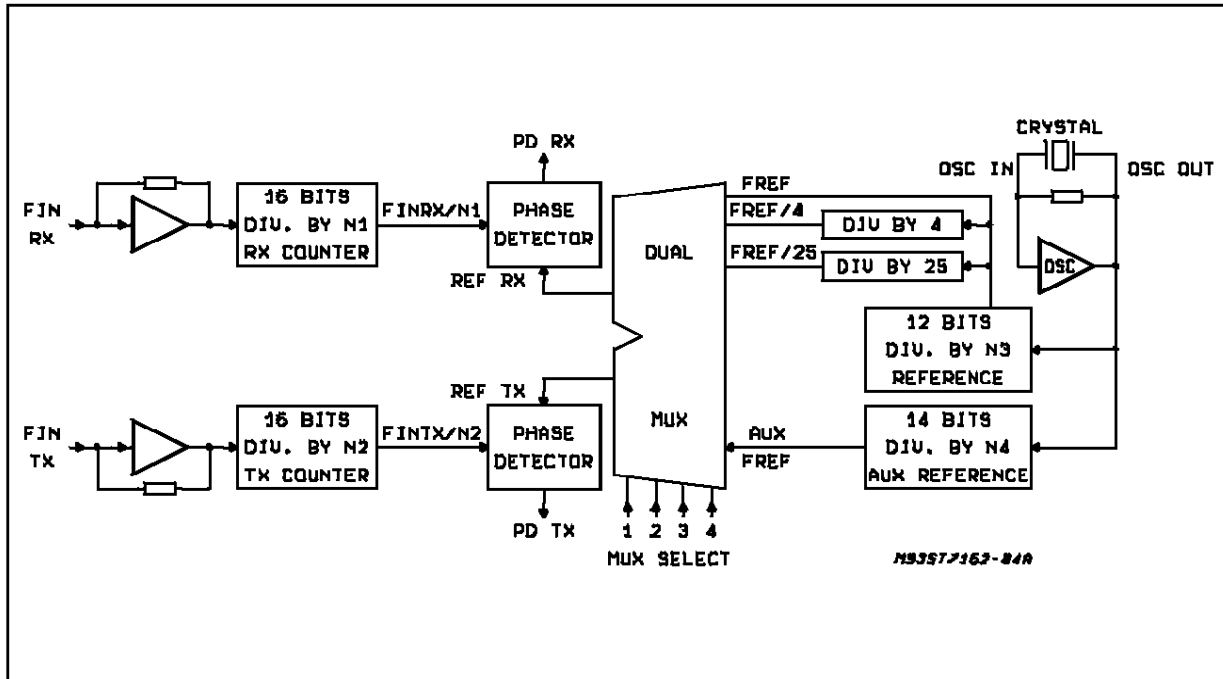 CRYSTAL
OSC IN
OSC OUT
OSC
PD RX
FIN
RX
16 BITS
DIV. BY N1
RX COUNTER
FINRX/N1
PHASE
DETECTOR
REF RX
DUAL
MUX
FREF
FREF/4
FREF/25
DIV BY 4
DIV BY 25
12 BITS
DIV. BY N3
REFERENCE
REF TX
FIN
TX
16 BITS
DIV. BY N2
TX COUNTER
FINTX/N2
PHASE
DETECTOR
PD TX
AUX
FREF
14 BITS
DIV. BY N4
AUX REFERENCE
1 2 3 4
MUX SELECT
M93ST7162-04A